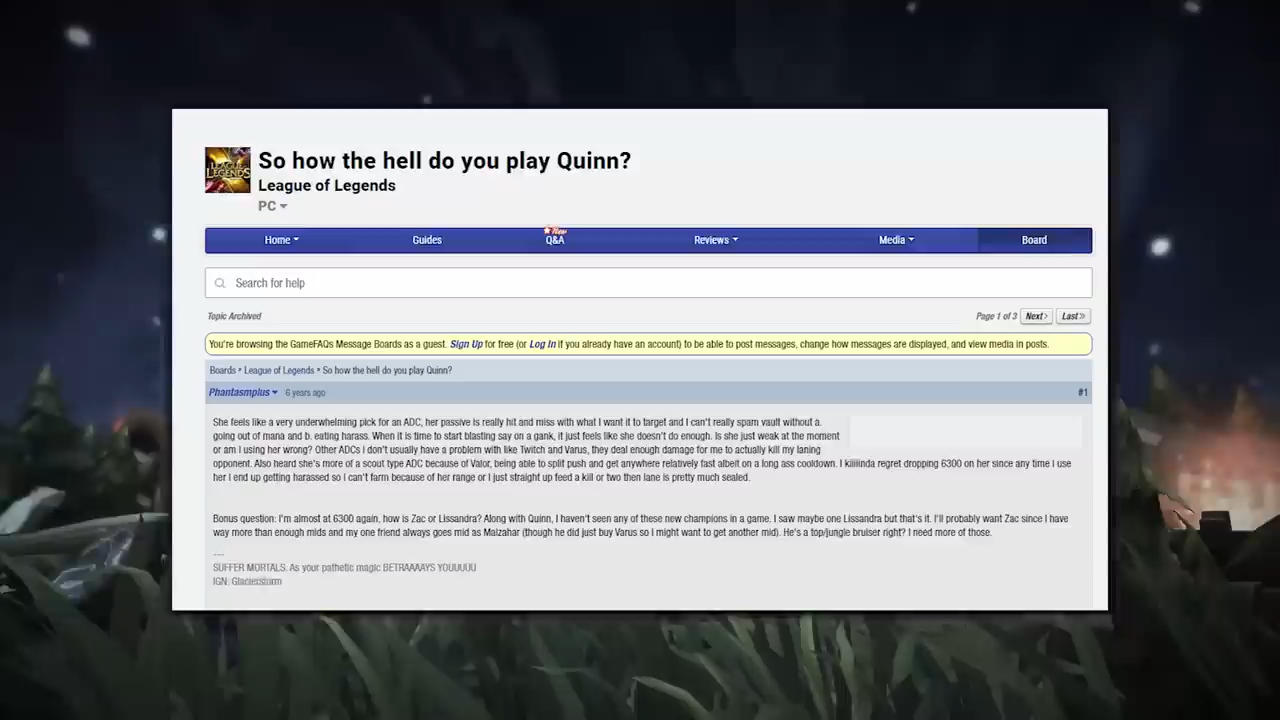 So how the hell do you play Quinn?
LEAGUE OF LEGENDS
League of Legends
PC
Home Guides New Q&A Reviews Media Board
Search for help
Topic Archived Page 1 of 3 Next> Last»
You're browsing the GameFAQs Message Boards as a guest. Sign Up for free (or Log In if you already have an account) to be able to post messages, change how messages are displayed, and view media in posts.
Boards » League of Legends » So how the hell do you play Quinn?
Phantasmplus 6 years ago #1
She feels like a very underwhelming pick for an ADC, her passive is really hit and miss with what I want it to target and I can't really spam vault without a.
going out of mana and b. eating harass. When it is time to start blasting say on a gank, it just feels like she doesn't do enough. Is she just weak at the moment
or am I using her wrong? Other ADCs I don't usually have a problem with like Twitch and Varus, they deal enough damage for me to actually kill my laning
opponent. Also heard she's more of a scout type ADC because of Valor, being able to split push and get anywhere relatively fast albeit on a long ass cooldown. I kiiiiinda regret dropping 6300 on her since any time I use
her I end up getting harassed so I can't farm because of her range or I just straight up feed a kill or two then lane is pretty much sealed.
Bonus question: I'm almost at 6300 again, how is Zac or Lissandra? Along with Quinn, I haven't seen any of these new champions in a game. I saw maybe one Lissandra but that's it. I'll probably want Zac since I have
way more than enough mids and my one friend always goes mid as Malzahar (though he did just buy Varus so I might want to get another mid). He's a top/jungle bruiser right? I need more of those.
---
SUFFER MORTALS. As your pathetic magic BETRAAAAYS YOUUUUU
IGN: Glacierstorm